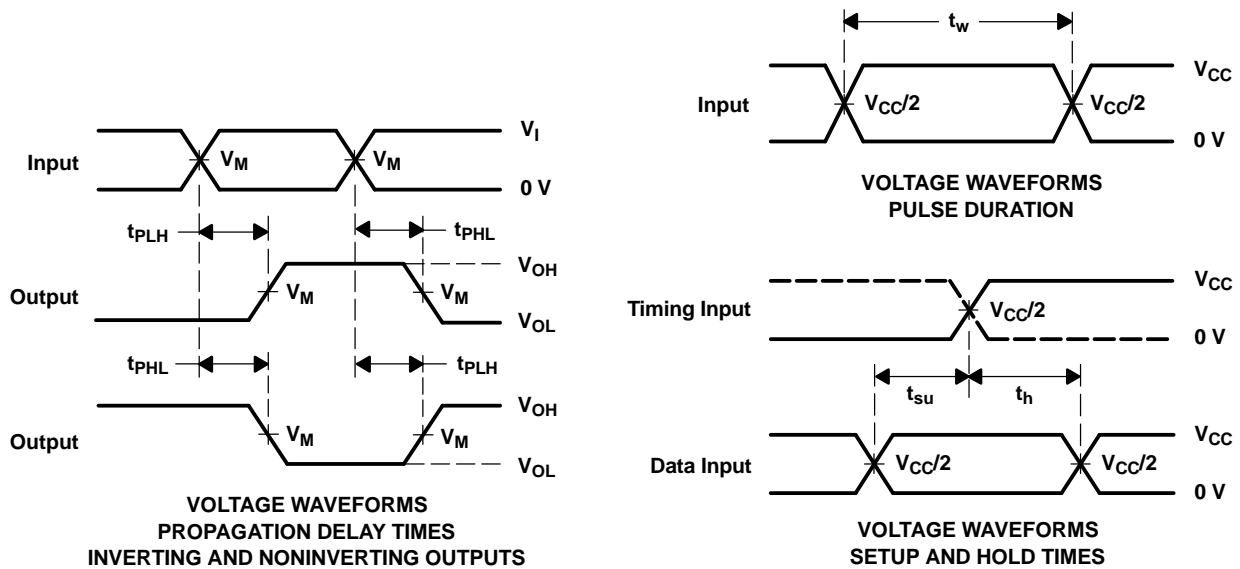 Input
V_I
V_M
V_M
0 V
t_PLH
t_PHL
Output
V_OH
V_M
V_M
V_OL
t_PHL
t_PLH
Output
V_OH
V_M
V_M
V_OL
VOLTAGE WAVEFORMS
PROPAGATION DELAY TIMES
INVERTING AND NONINVERTING OUTPUTS
t_w
Input
V_CC
V_CC/2
V_CC/2
0 V
VOLTAGE WAVEFORMS
PULSE DURATION
Timing Input
V_CC
V_CC/2
0 V
t_su
t_h
Data Input
V_CC
V_CC/2
V_CC/2
0 V
VOLTAGE WAVEFORMS
SETUP AND HOLD TIMES